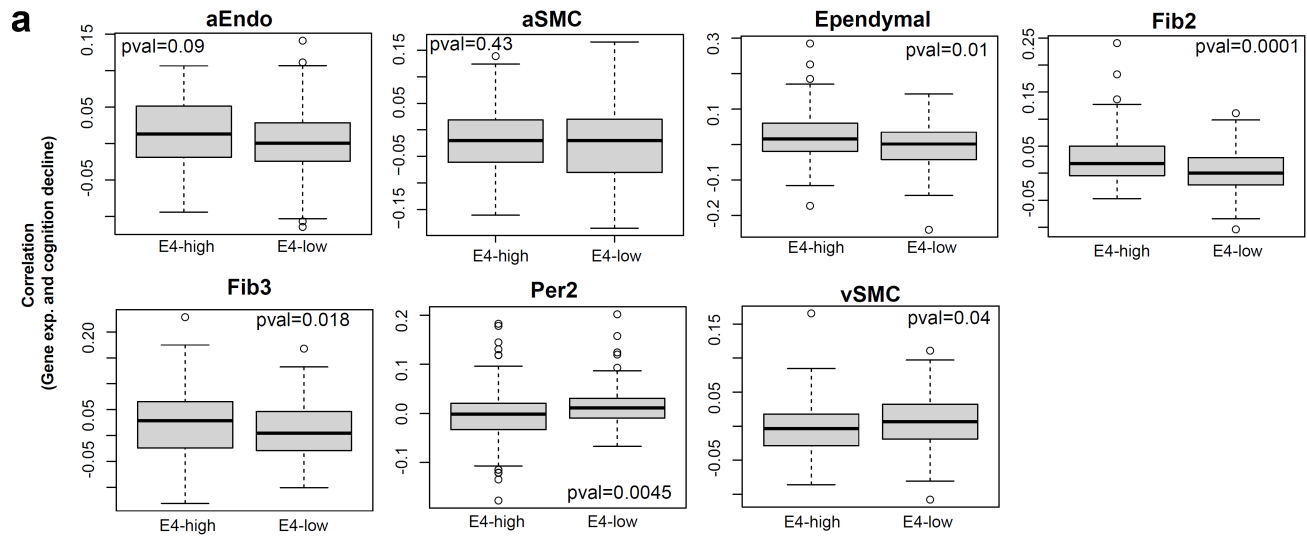 a
Correlation
(Gene exp. and cognition decline)
aEndo
pval=0.09
0.15
0.05
-0.05
E4-high
E4-low
aSMC
pval=0.43
0.15
0.05
-0.05
-0.15
E4-high
E4-low
Ependymal
pval=0.01
0.3
0.1
-0.1
-0.2
E4-high
E4-low
Fib2
pval=0.0001
0.25
0.15
0.05
-0.05
E4-high
E4-low
Fib3
pval=0.018
0.20
0.05
-0.05
E4-high
E4-low
Per2
0.2
0.1
0.0
-0.1
pval=0.0045
E4-high
E4-low
vSMC
pval=0.04
0.15
0.05
-0.05
E4-high
E4-low